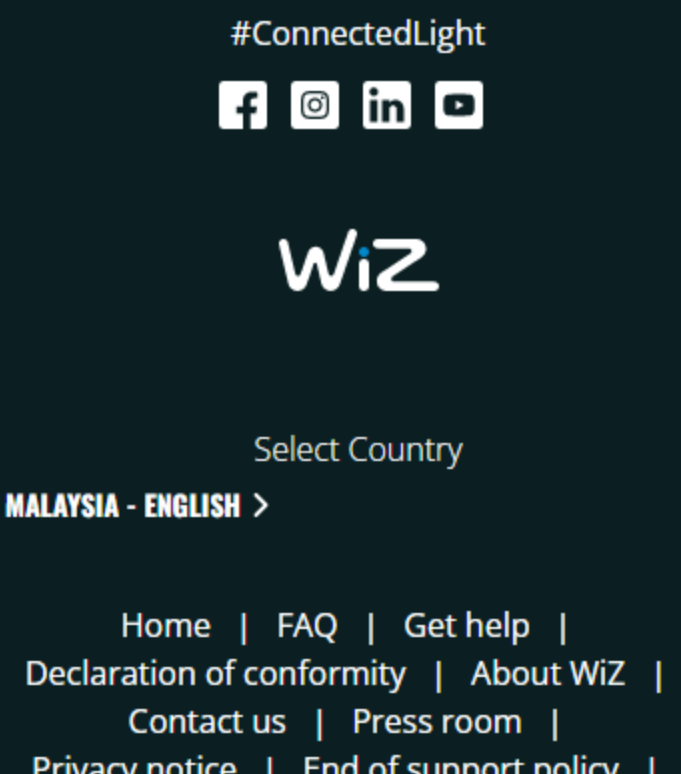 #ConnectedLight
WiZ
Select Country
MALAYSIA - ENGLISH >
Home | FAQ | Get help |
Declaration of conformity | About WiZ |
Contact us | Press room |
Privacy notice | End of support policy |